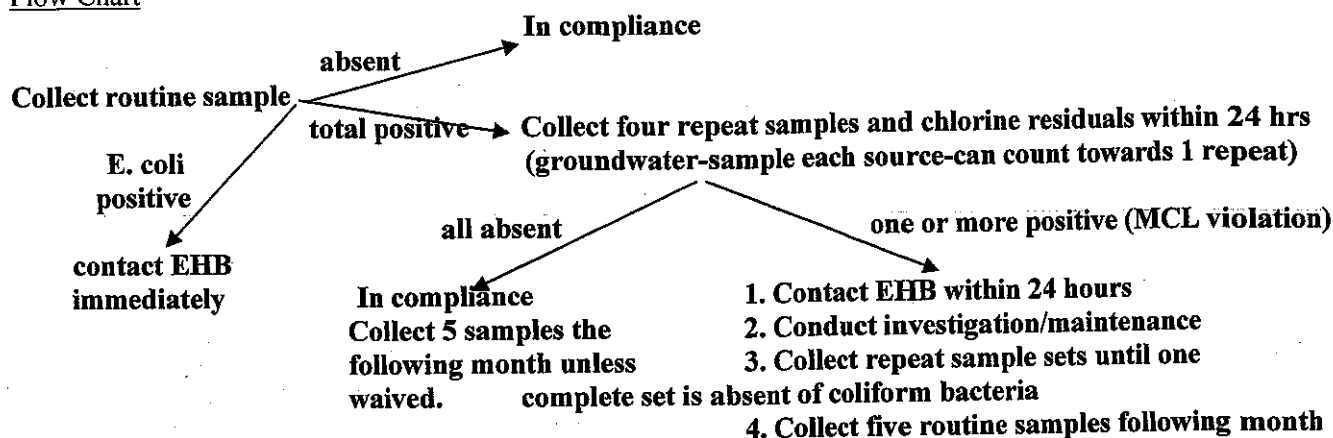 Flow Chart
In compliance
absent
Collect routine sample
total positive
Collect four repeat samples and chlorine residuals within 24 hrs
(groundwater-sample each source-can count towards 1 repeat)
E. coli
positive
contact EHB
immediately
all absent
one or more positive (MCL violation)
In compliance
Collect 5 samples the
following month unless
waived.
1. Contact EHB within 24 hours
2. Conduct investigation/maintenance
3. Collect repeat sample sets until one
complete set is absent of coliform bacteria
4. Collect five routine samples following month